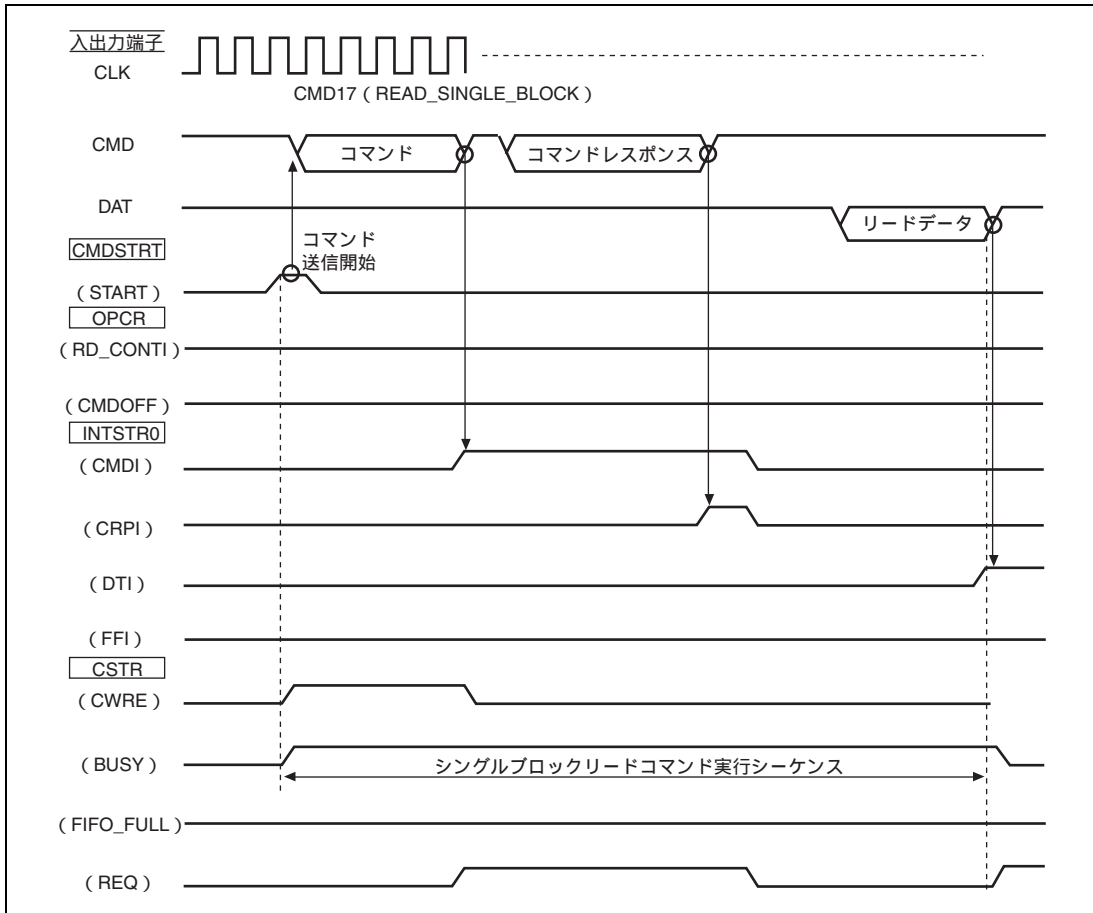 入出力端子
CLK
CMD17(READ_SINGLE_BLOCK)
CMD
コマンド
コマンドレスポンス
DAT
リードデータ
CMDSTRT
コマンド
送信開始
(START)
OPCR
(RD_CONTI)
(CMDOFF)
INTSTR0
(CMDI)
(CRPI)
(DTI)
(FFI)
CSTR
(CWRE)
(BUSY)
シングルブロックリードコマンド実行シーケンス
(FIFO_FULL)
(REQ)